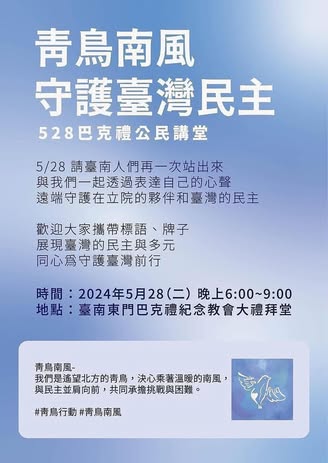 青鳥南風
守護臺灣民主
528巴克禮公民講堂
5/28 請臺南人們再一次站出來
與我們一起透過表達自己的心聲
遠端守護在立院的夥伴和臺灣的民主
歡迎大家攜帶標語、牌子
展現臺灣的民主與多元
同心為守護臺灣前行
時間：2024年5月28(二) 晚上6:00~9:00
地點：臺南東門巴克禮紀念教會大禮拜堂
青鳥南風-
我們是遙望北方的青鳥，決心乘著溫暖的南風，
與民主並肩向前，共同承擔挑戰與困難。
#青鳥行動 #青鳥南風